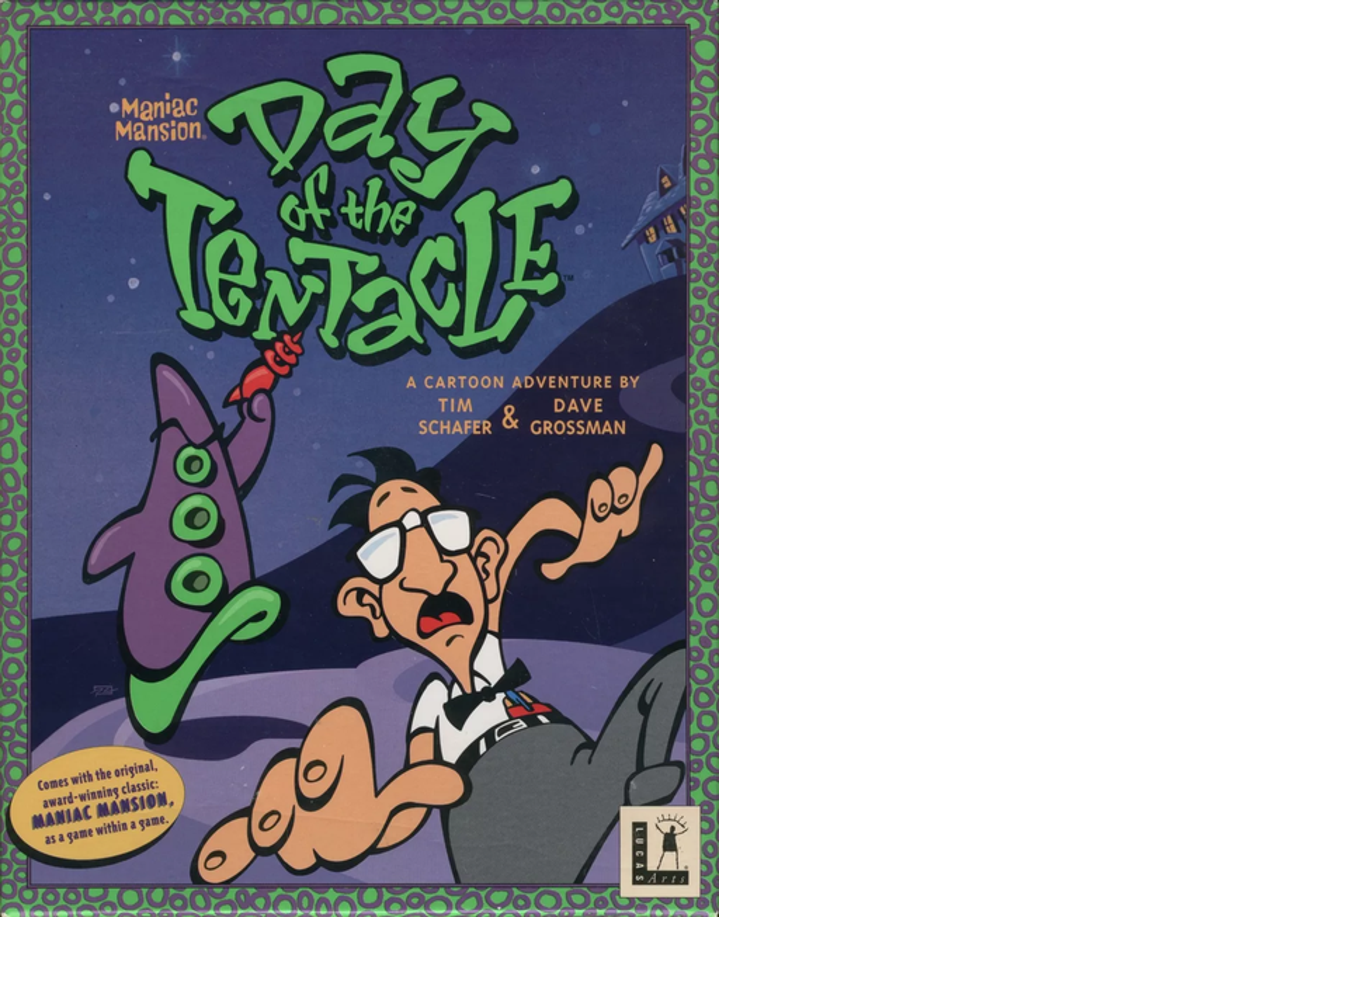 Maniac
Mansion®
Day
of the
Tentacle™
A CARTOON ADVENTURE BY
TIM SCHAFER & DAVE GROSSMAN
Comes with the original,
award-winning classic:
MANIAC MANSION,
as a game within a game.
LUCAS
Arts